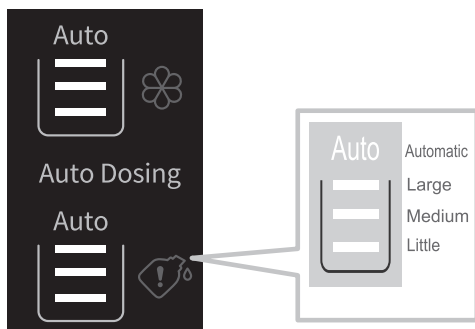 Auto
Auto Dosing
Auto
Auto Automatic
Large
Medium
Little